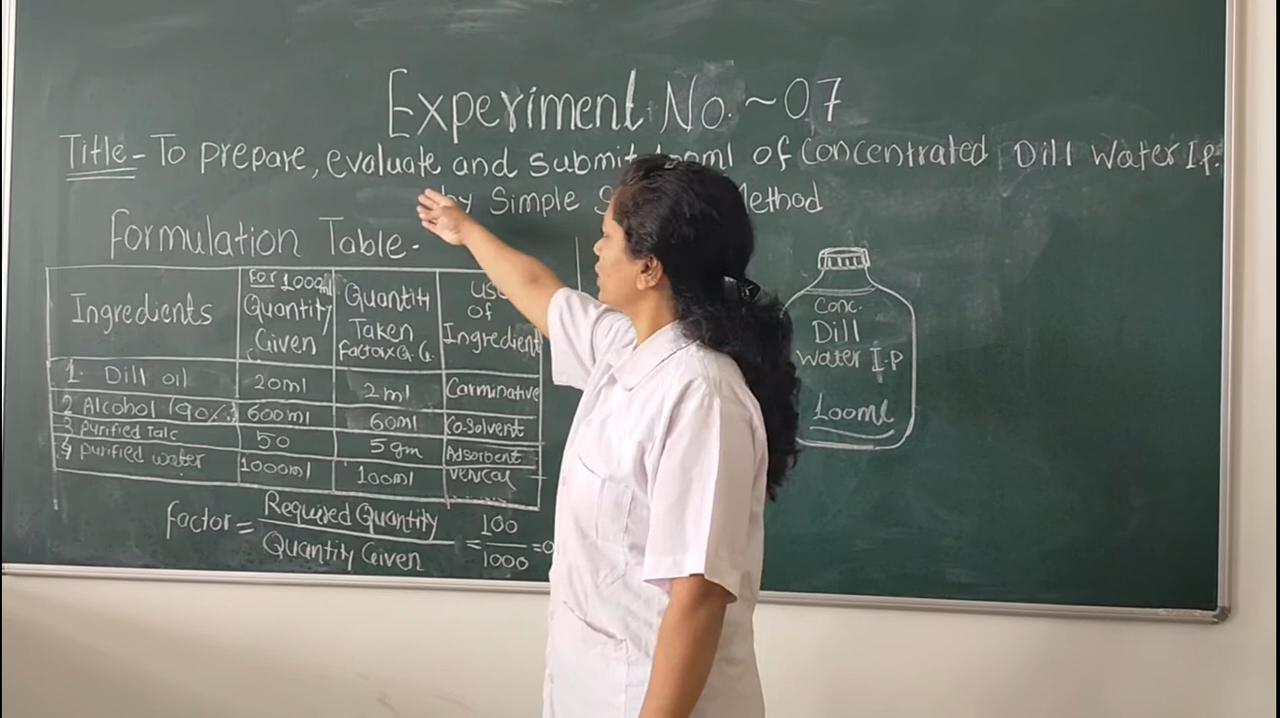 Experiment No. ~ 07
Title - To prepare, evaluate and submit 100ml of Concentrated Dill Water I.p.
by Simple Method
Formulation Table -
Ingredients | For 1000ml Quantity Given | Quantity Taken Factor x Q. G. | Use of Ingredient
1. Dill oil | 20ml | 2ml | Carminative
2 Alcohol (90%) | 600ml | 60ml | Co-solvent
3 purified Talc | 50 | 5gm | Adsorbent
4 purified water | 1000ml | 100ml
Factor = Required Quantity / Quantity Given = 100 / 1000 = 0
Conc.
Dill
Water I.P
100ml